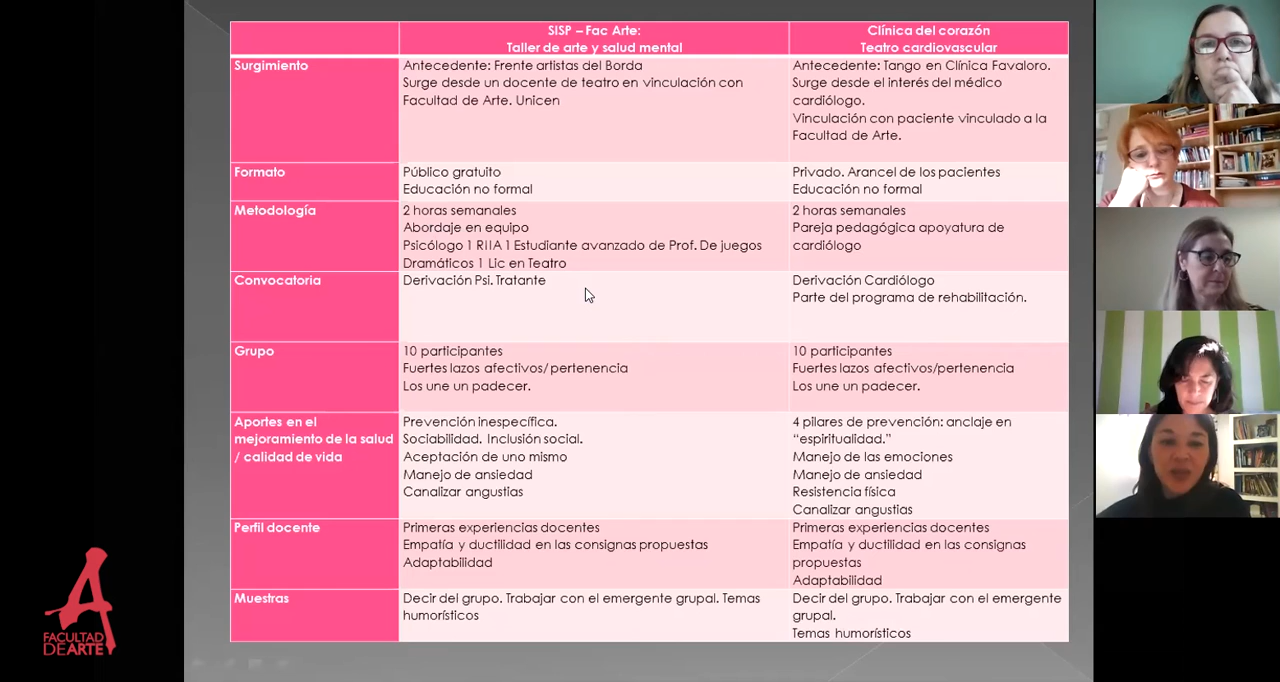 SISP – Fac Arte:
Taller de arte y salud mental
Clínica del corazón
Teatro cardiovascular
Surgimiento
Antecedente: Frente artistas del Borda
Surge desde un docente de teatro en vinculación con
Facultad de Arte. Unicen
Antecedente: Tango en Clínica Favaloro.
Surge desde el interés del médico
cardiólogo.
Vinculación con paciente vinculado a la
Facultad de Arte.
Formato
Público gratuito
Educación no formal
Privado. Arancel de los pacientes
Educación no formal
Metodología
2 horas semanales
Abordaje en equipo
Psicólogo 1 RIIA 1 Estudiante avanzado de Prof. De juegos
Dramáticos 1 Lic en Teatro
2 horas semanales
Pareja pedagógica apoyatura de
cardiólogo
Convocatoria
Derivación Psi. Tratante
Derivación Cardiólogo
Parte del programa de rehabilitación.
Grupo
10 participantes
Fuertes lazos afectivos/ pertenencia
Los une un padecer.
10 participantes
Fuertes lazos afectivos/pertenencia
Los une un padecer.
Aportes en el
mejoramiento de la salud
/ calidad de vida
Prevención inespecífica.
Sociabilidad. Inclusión social.
Aceptación de uno mismo
Manejo de ansiedad
Canalizar angustias
4 pilares de prevención: anclaje en
“espiritualidad.”
Manejo de las emociones
Manejo de ansiedad
Resistencia física
Canalizar angustias
Perfil docente
Primeras experiencias docentes
Empatía y ductilidad en las consignas propuestas
Adaptabilidad
Primeras experiencias docentes
Empatía y ductilidad en las consignas
propuestas
Adaptabilidad
Muestras
Decir del grupo. Trabajar con el emergente grupal. Temas
humorísticos
Decir del grupo. Trabajar con el emergente
grupal.
Temas humorísticos
FACULTAD
DE ARTE